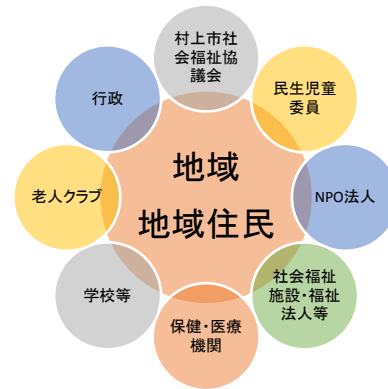 村上市社
会福祉協
議会
民生児童
委員
NPO法人
社会福祉
施設・福祉
法人等
保健・医療
機関
学校等
老人クラブ
行政
地域
地域住民